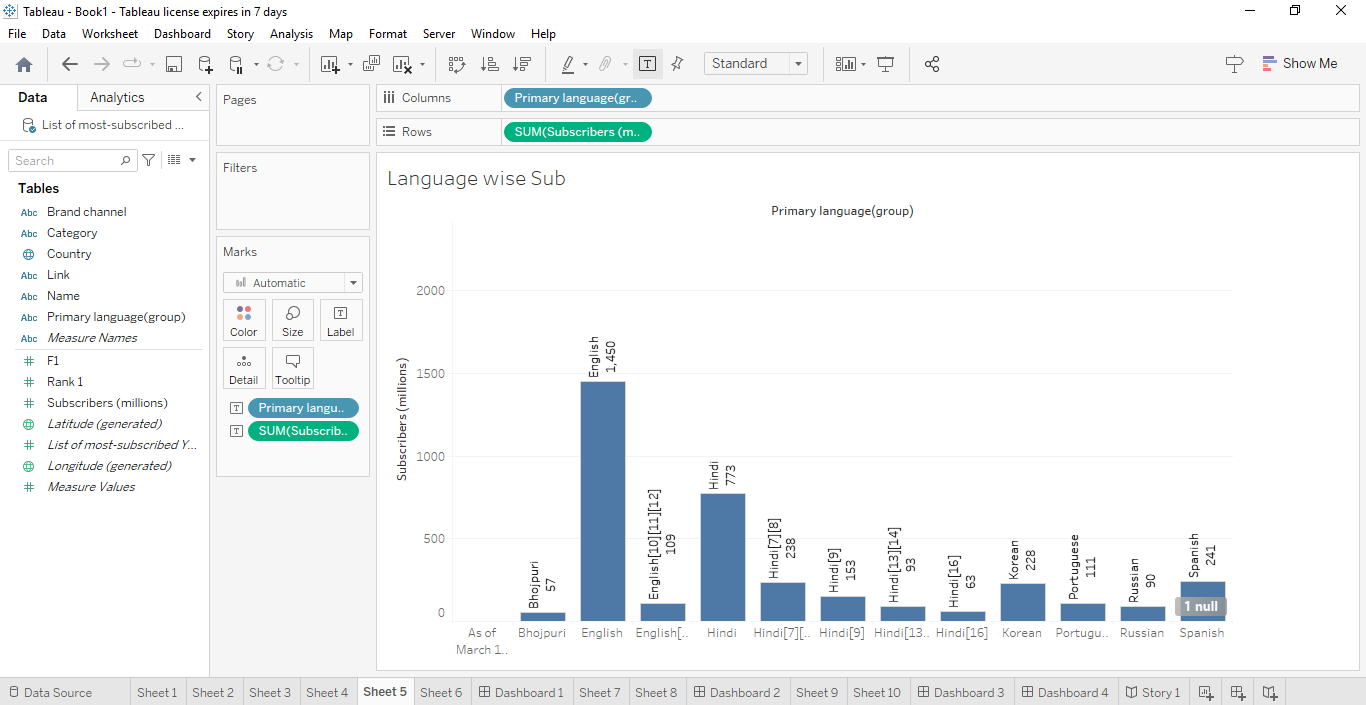 Tableau - Book1 - Tableau license expires in 7 days
File Data Worksheet Dashboard Story Analysis Map Format Server Window Help
Standard
Show Me
Data Analytics
List of most-subscribed ...
Search
Tables
Abc Brand channel
Abc Category
Country
Abc Link
Abc Name
Abc Primary language(group)
Abc Measure Names
F1
Rank 1
Subscribers (millions)
Latitude (generated)
List of most-subscribed Y...
Longitude (generated)
Measure Values
Pages
Filters
Marks
Automatic
Color Size Label
Detail Tooltip
Primary langu..
SUM(Subscrib..
Columns Primary language(gr..
Rows SUM(Subscribers (m..
Language wise Sub
Primary language(group)
Subscribers (millions)
2000
1500
1000
500
0
Bhojpuri
57
English
1,450
English[10][11][12]
109
Hindi
773
Hindi[7][8]
238
Hindi[9]
153
Hindi[13][14]
93
Hindi[16]
63
Korean
228
Portuguese
111
Russian
90
Spanish
241
1 null
As of
March 1..
Bhojpuri
English
English[..
Hindi
Hindi[7][..
Hindi[9]
Hindi[13..
Hindi[16]
Korean
Portugu..
Russian
Spanish
Data Source Sheet 1 Sheet 2 Sheet 3 Sheet 4 Sheet 5 Sheet 6 Dashboard 1 Sheet 7 Sheet 8 Dashboard 2 Sheet 9 Sheet 10 Dashboard 3 Dashboard 4 Story 1